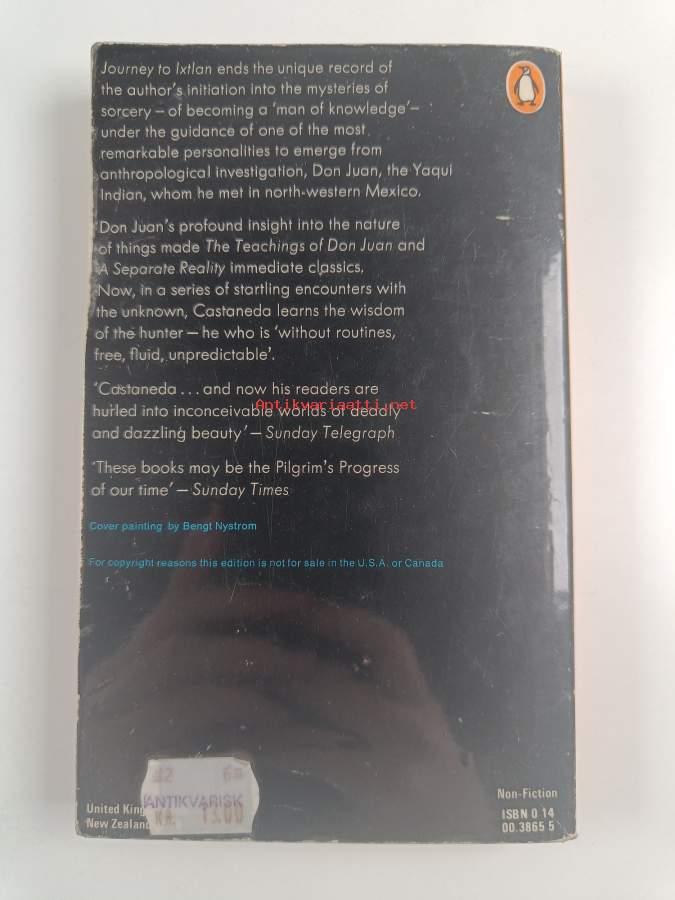 Journey to Ixtlan ends the unique record of
the author's initiation into the mysteries of
sorcery – of becoming a 'man of knowledge' –
under the guidance of one of the most
remarkable personalities to emerge from
anthropological investigation, Don Juan, the Yaqui
Indian, whom he met in north-western Mexico.
Don Juan's profound insight into the nature
of things made The Teachings of Don Juan and
A Separate Reality immediate classics.
Now, in a series of startling encounters with
the unknown, Castaneda learns the wisdom
of the hunter – he who is 'without routines,
free, fluid, unpredictable'.
'Castaneda ... and now his readers are
Antikvariaatti.net
hurled into inconceivable worlds of deadly
and dazzling beauty' – Sunday Telegraph
'These books may be the Pilgrim's Progress
of our time' – Sunday Times
Cover painting by Bengt Nystrom
For copyright reasons this edition is not for sale in the U.S.A. or Canada
ANTIKVARISK
United
New Zealand
Non-Fiction
ISBN 0 14
00.3865 5